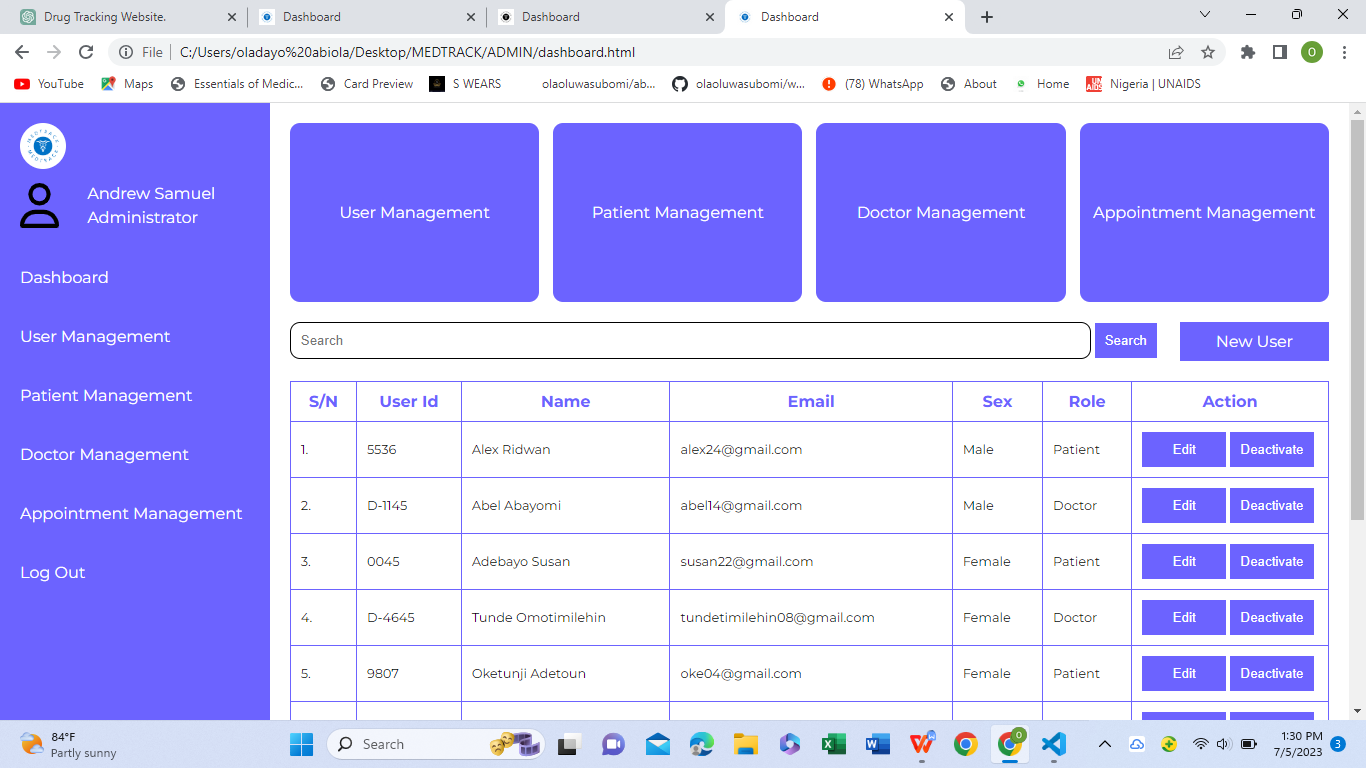 Drug Tracking Website.
Dashboard
Dashboard
Dashboard
File
C:/Users/oladayo%20abiola/Desktop/MEDTRACK/ADMIN/dashboard.html
O
YouTube
Maps
Essentials of Medic...
Card Preview
S WEARS
olaoluwasubomi/ab...
olaoluwasubomi/w...
(78) WhatsApp
About
Home
UN AIDS
Nigeria | UNAIDS
Andrew Samuel
Administrator
Dashboard
User Management
Patient Management
Doctor Management
Appointment Management
Log Out
User Management
Patient Management
Doctor Management
Appointment Management
Search
Search
New User
S/N User Id Name Email Sex Role Action
1. 5536 Alex Ridwan alex24@gmail.com Male Patient Edit Deactivate
2. D-1145 Abel Abayomi abel14@gmail.com Male Doctor Edit Deactivate
3. 0045 Adebayo Susan susan22@gmail.com Female Patient Edit Deactivate
4. D-4645 Tunde Omotimilehin tundetimilehin08@gmail.com Female Doctor Edit Deactivate
5. 9807 Oketunji Adetoun oke04@gmail.com Female Patient Edit Deactivate
84°F
Partly sunny
Search
O
1:30 PM
7/5/2023
3